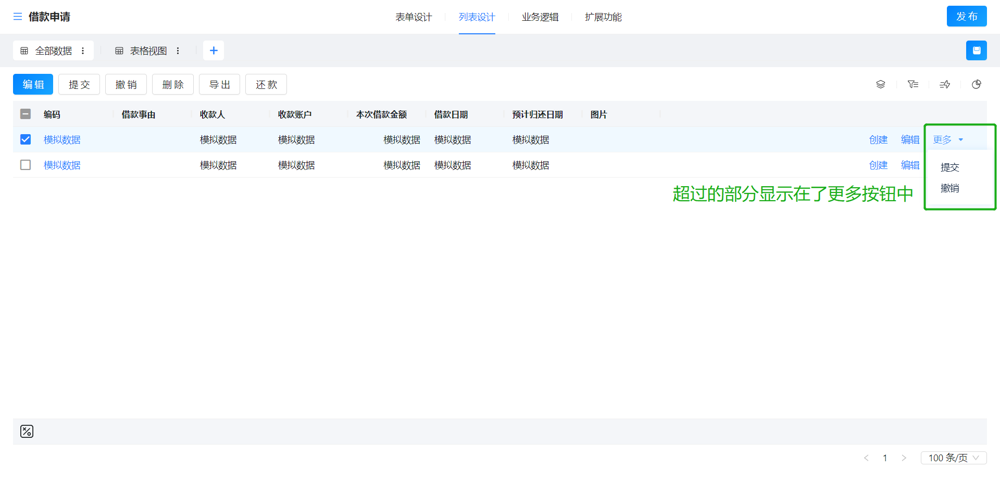 借款申请 表单设计 列表设计 业务逻辑 扩展功能 发布
全部数据 表格视图
编辑 提交 撤销 删除 导出 还款
编码 借款事由 收款人 收款账户 本次借款金额 借款日期 预计归还日期 图片
模拟数据 模拟数据 模拟数据 模拟数据 模拟数据 模拟数据 创建 编辑 更多
模拟数据 模拟数据 模拟数据 模拟数据 模拟数据 模拟数据 创建 编辑
提交
撤销
超过的部分显示在了更多按钮中
1 100 条/页